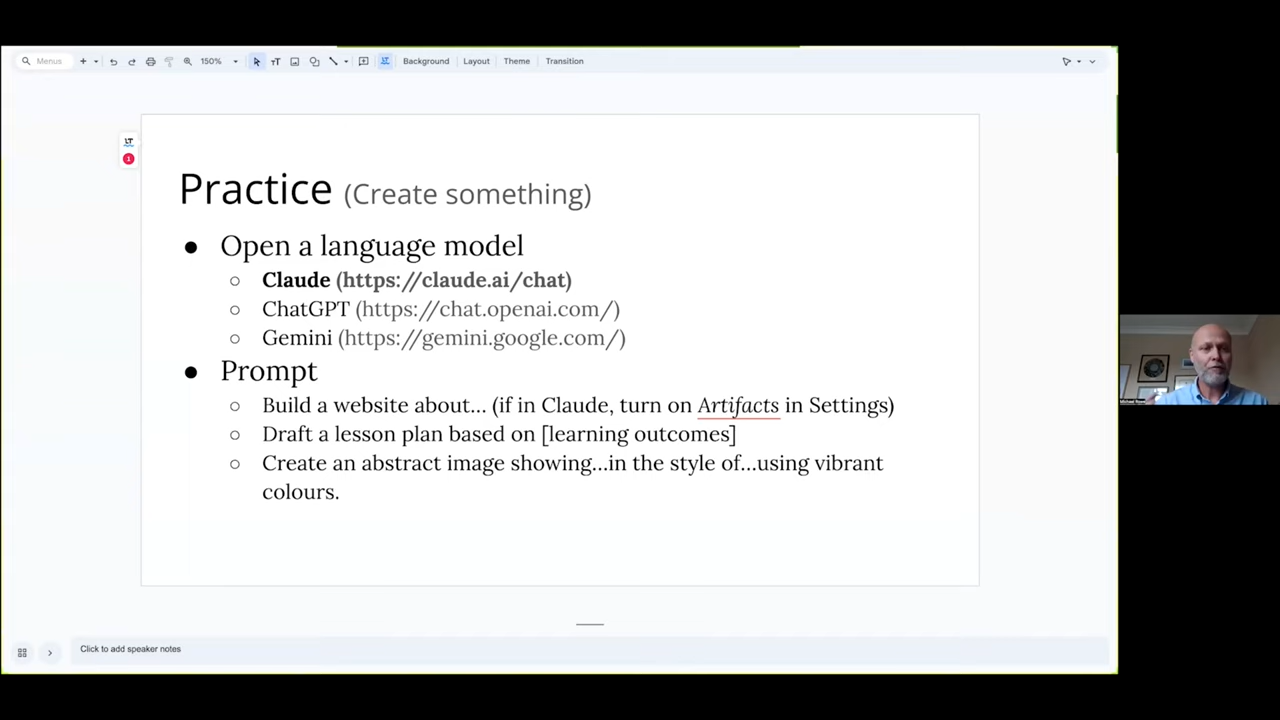 Menus
150%
Background
Layout
Theme
Transition
LT
1
Practice (Create something)
● Open a language model
○ Claude (https://claude.ai/chat)
○ ChatGPT (https://chat.openai.com/)
○ Gemini (https://gemini.google.com/)
● Prompt
○ Build a website about... (if in Claude, turn on Artifacts in Settings)
○ Draft a lesson plan based on [learning outcomes]
○ Create an abstract image showing...in the style of...using vibrant
colours.
Click to add speaker notes